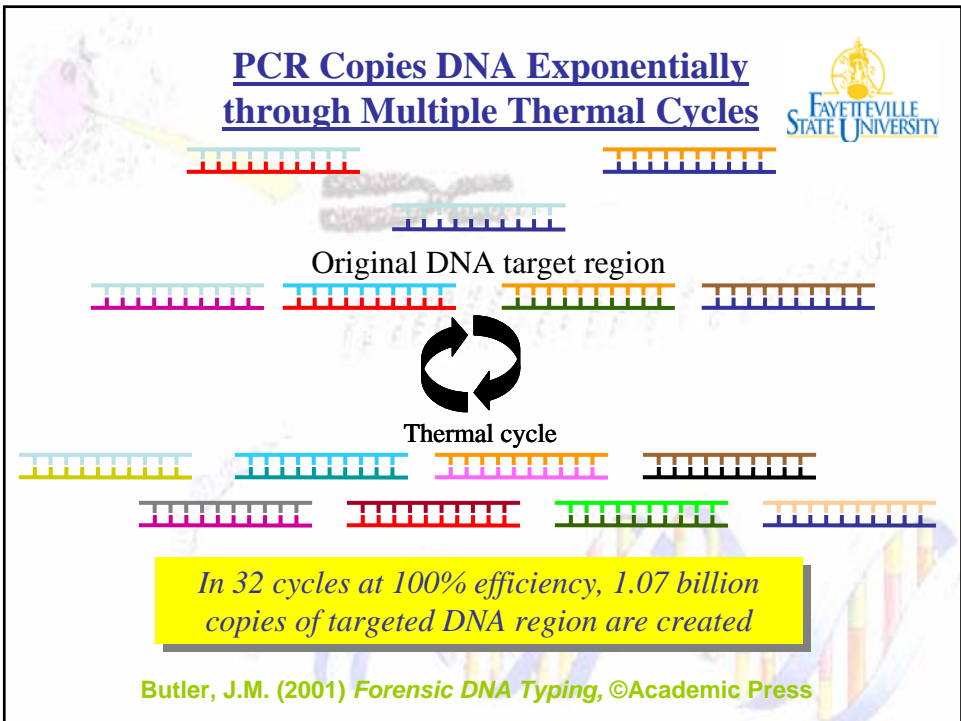 PCR Copies DNA Exponentially
through Multiple Thermal Cycles
FAYETTEVILLE
STATE UNIVERSITY
Original DNA target region
Thermal cycle
In 32 cycles at 100% efficiency, 1.07 billion
copies of targeted DNA region are created
Butler, J.M. (2001) Forensic DNA Typing, ©Academic Press